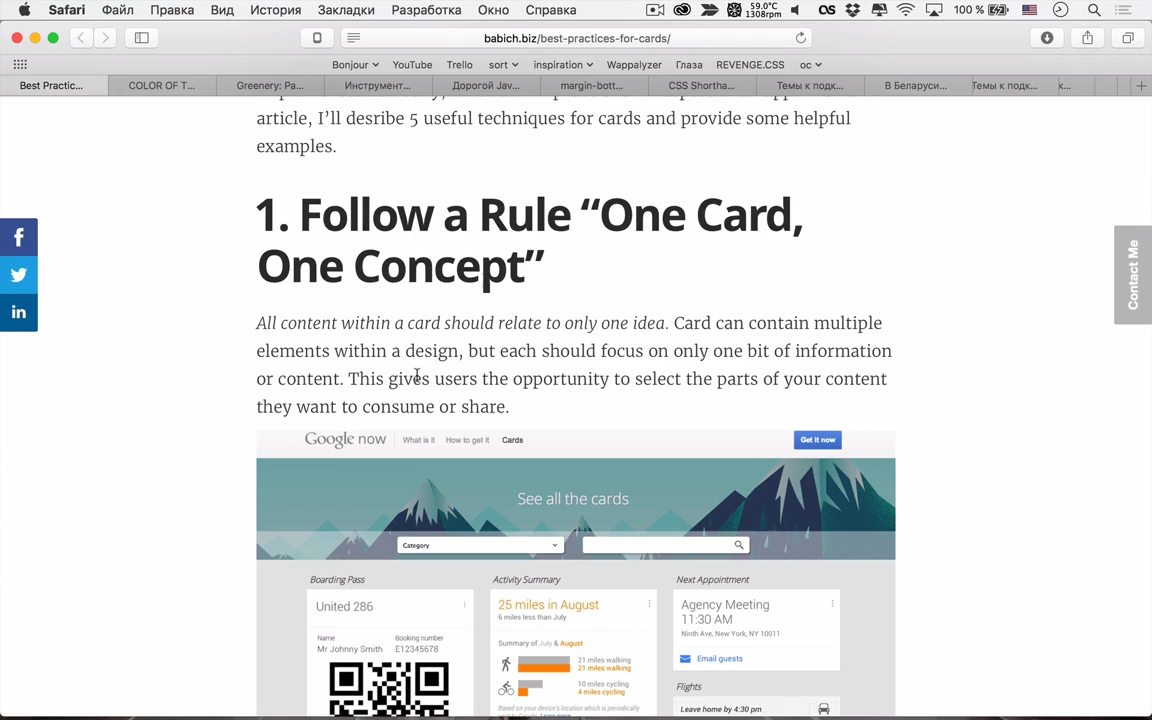 Safari Файл Правка Вид История Закладки Разработка Окно Справка 59.0°C 1308rpm 100 %
babich.biz/best-practices-for-cards/
Bonjour YouTube Trello sort inspiration Wappalyzer Глаза REVENGE.CSS ос
Best Practic... COLOR OF T... Greenery: Pa... Инструмент... Дорогой Jav... margin-bott... CSS Shortha... Темы к подк... В Беларуси... Темы к подк... к...
article, I’ll desribe 5 useful techniques for cards and provide some helpful
examples.
1. Follow a Rule “One Card,
One Concept”
All content within a card should relate to only one idea. Card can contain multiple
elements within a design, but each should focus on only one bit of information
or content. This gives users the opportunity to select the parts of your content
they want to consume or share.
Contact Me
Google now What is it How to get it Cards Get it now
See all the cards
Category
Boarding Pass
United 286
Name Booking number
Mr Johnny Smith E12345678
Activity Summary
25 miles in August
6 miles less than July
Summary of July & August
21 miles walking
21 miles walking
10 miles cycling
4 miles cycling
Based on your device's location which is periodically
Next Appointment
Agency Meeting
11:30 AM
Ninth Ave, New York, NY 10011
Email guests
Flights
Leave home by 4:30 pm